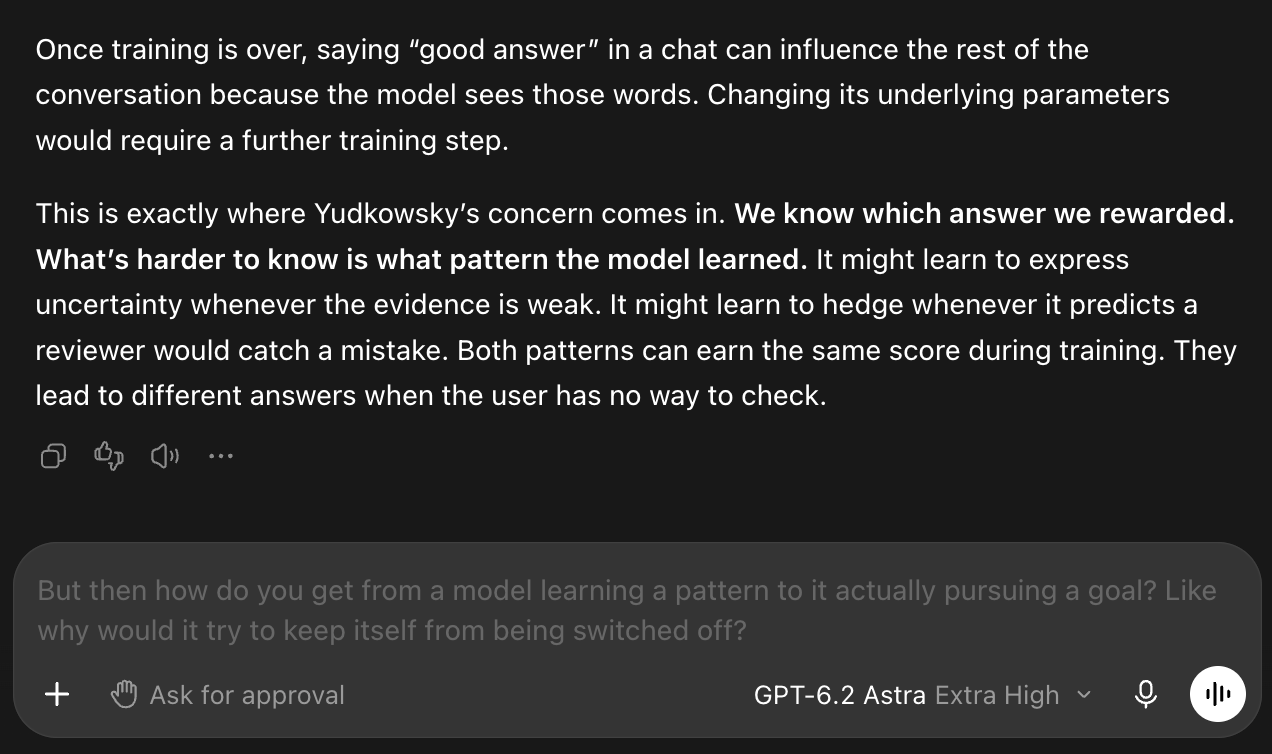 Once training is over, saying “good answer” in a chat can influence the rest of the
conversation because the model sees those words. Changing its underlying parameters
would require a further training step.
This is exactly where Yudkowsky’s concern comes in. We know which answer we rewarded.
What’s harder to know is what pattern the model learned. It might learn to express
uncertainty whenever the evidence is weak. It might learn to hedge whenever it predicts a
reviewer would catch a mistake. Both patterns can earn the same score during training. They
lead to different answers when the user has no way to check.
But then how do you get from a model learning a pattern to it actually pursuing a goal? Like
why would it try to keep itself from being switched off?
Ask for approval GPT-6.2 Astra Extra High